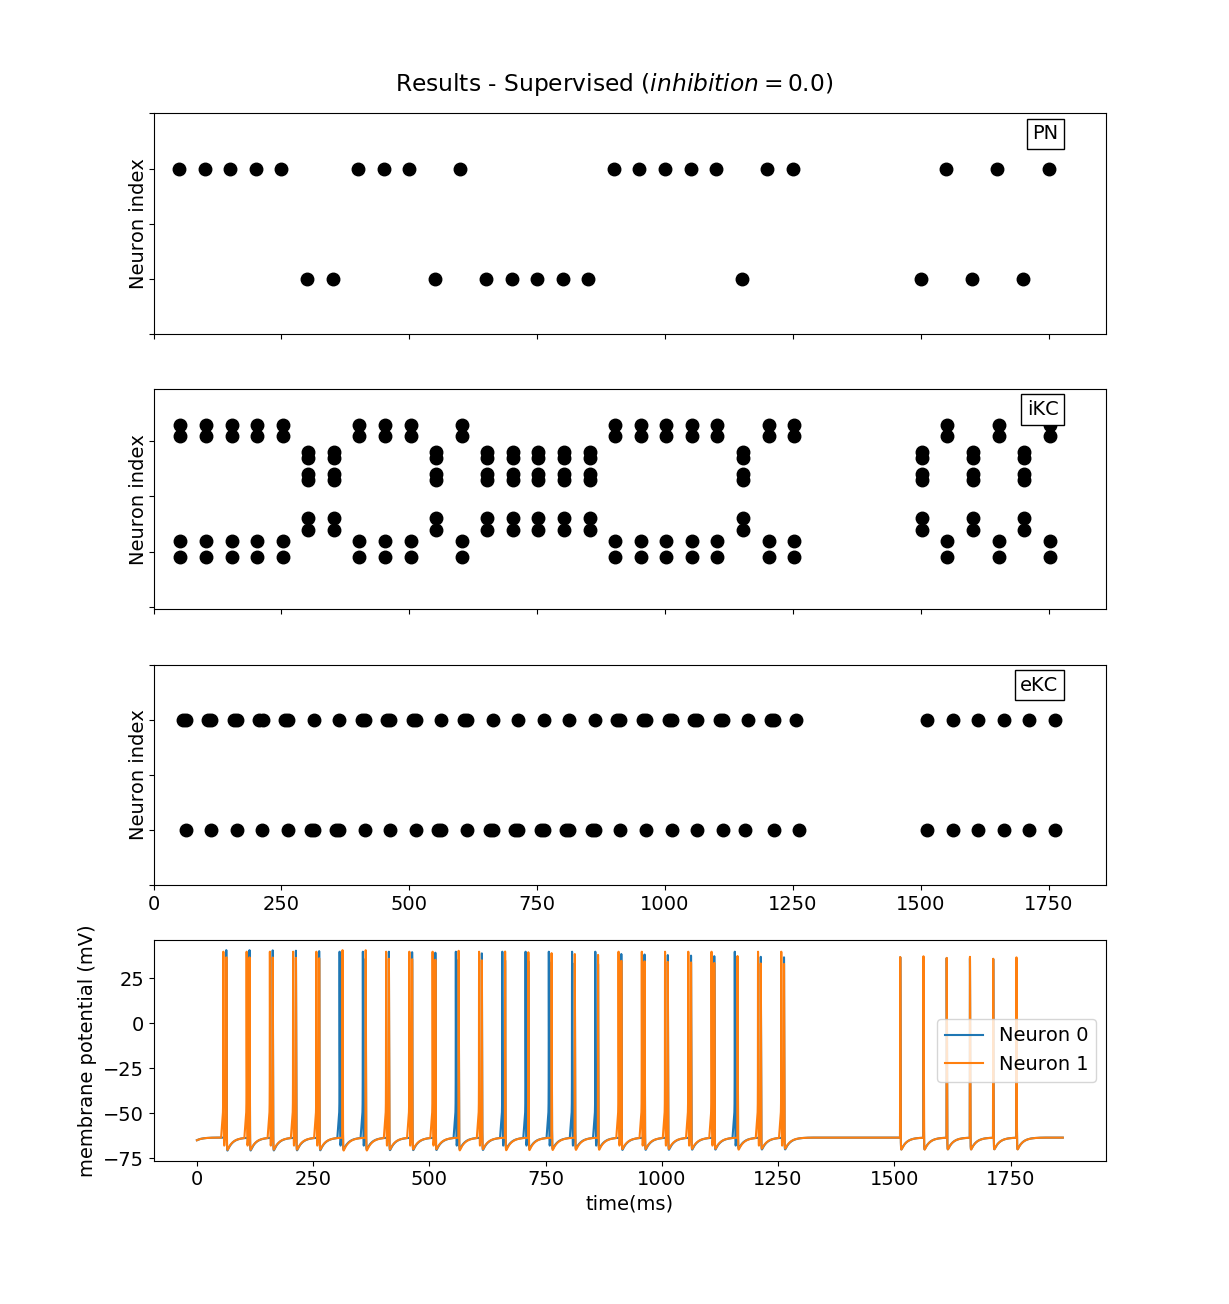 Results - Supervised (inhibition = 0.0)
PN
Neuron index
iKC
Neuron index
eKC
Neuron index
0 250 500 750 1000 1250 1500 1750
membrane potential (mV)
25
0
−25
−50
−75
Neuron 0
Neuron 1
0 250 500 750 1000 1250 1500 1750
time(ms)